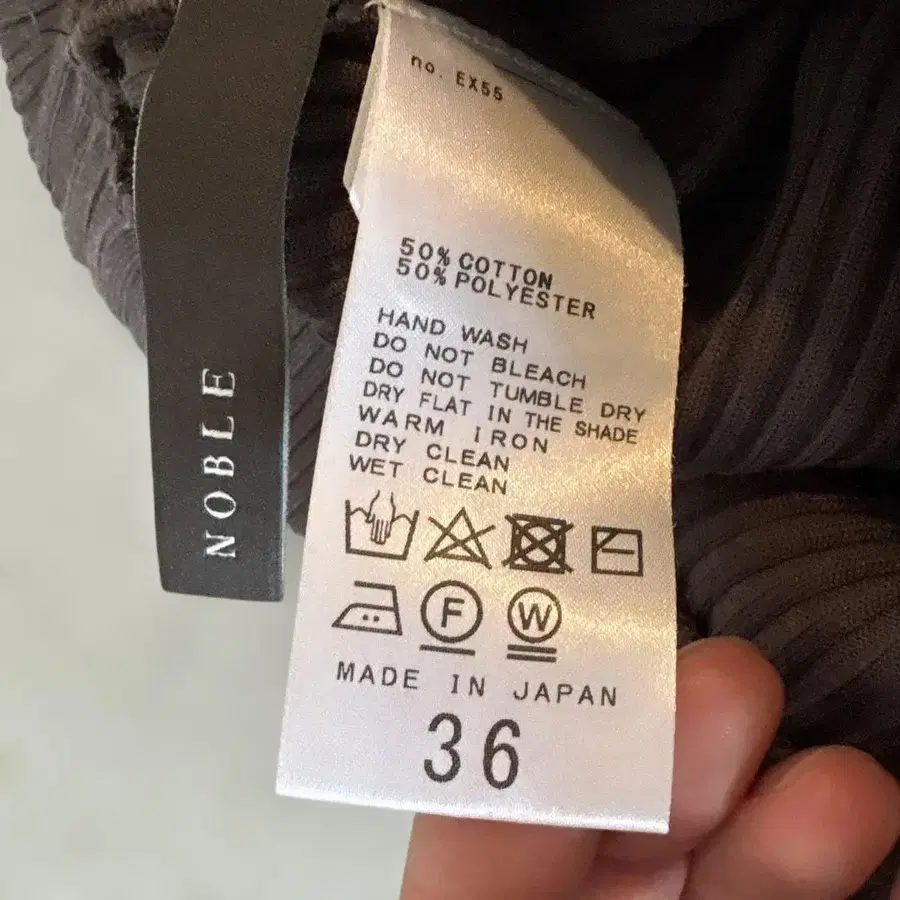 NOBLE
no. EX55
50% COTTON
50% POLYESTER
HAND WASH
DO NOT BLEACH
DO NOT TUMBLE DRY
DRY FLAT IN THE SHADE
WARM IRON
DRY CLEAN
WET CLEAN
F W
MADE IN JAPAN
36